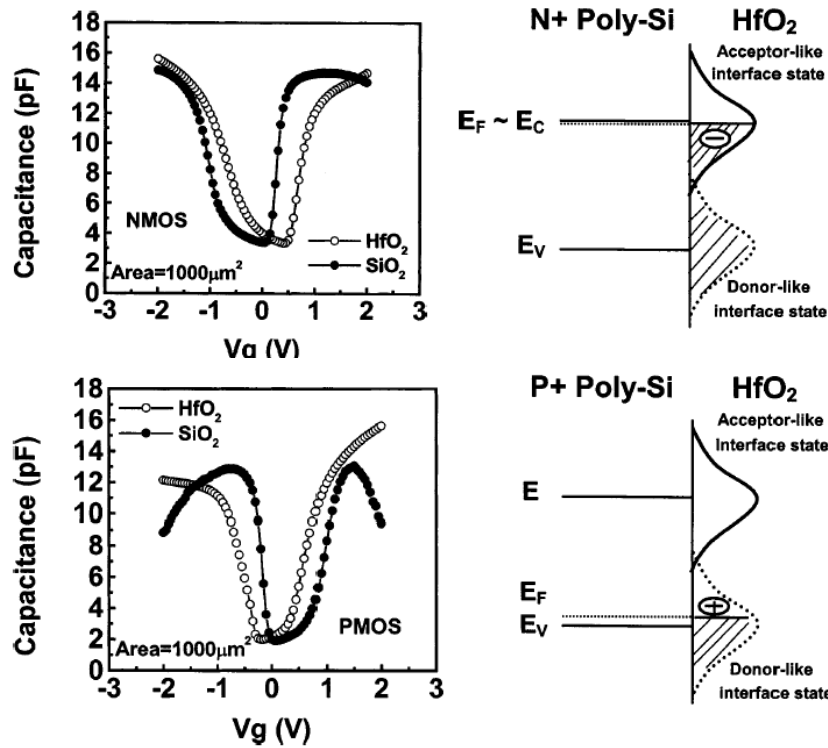 18
16
14
12
10
8
6
4
2
0
Capacitance (pF)
NMOS
HfO₂
SiO₂
Area=1000μm²
-3 -2 -1 0 1 2 3
Vg (V)
N+ Poly-Si HfO₂
Acceptor-like
interface state
E_F ~ E_C
−
E_V
Donor-like
interface state
18
16
14
12
10
8
6
4
2
0
Capacitance (pF)
HfO₂
SiO₂
PMOS
Area=1000μm²
-3 -2 -1 0 1 2 3
Vg (V)
P+ Poly-Si HfO₂
Acceptor-like
Interface state
E
E_F
+
E_V
Donor-like
interface state